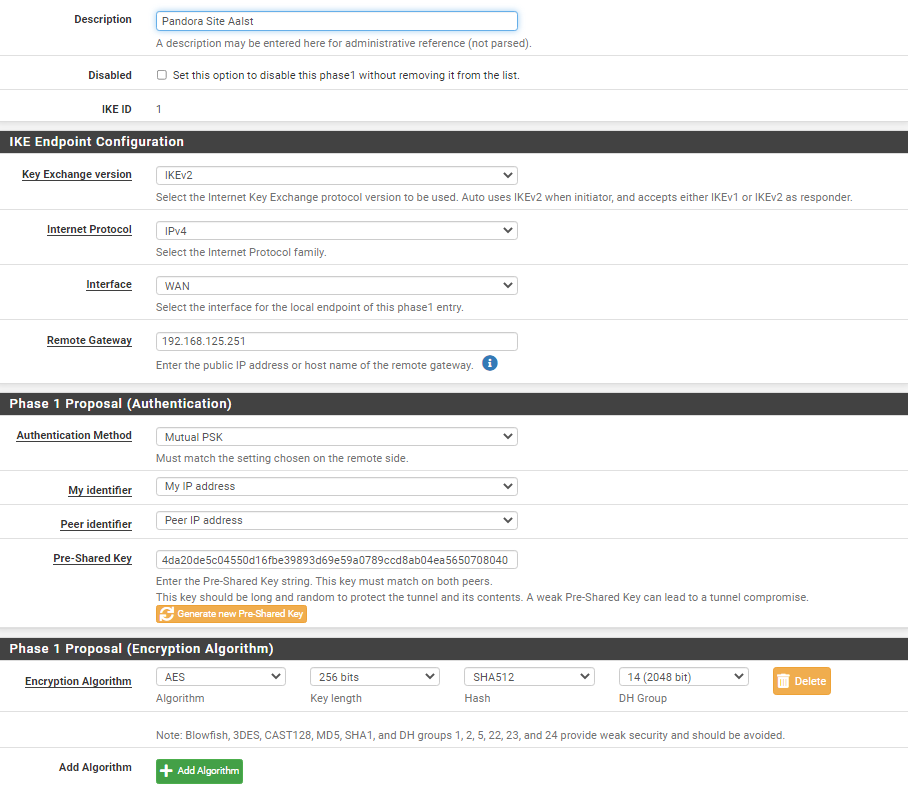 Description Pandora Site Aalst
A description may be entered here for administrative reference (not parsed).
Disabled Set this option to disable this phase1 without removing it from the list.
IKE ID 1
IKE Endpoint Configuration
Key Exchange version IKEv2
Select the Internet Key Exchange protocol version to be used. Auto uses IKEv2 when initiator, and accepts either IKEv1 or IKEv2 as responder.
Internet Protocol IPv4
Select the Internet Protocol family.
Interface WAN
Select the interface for the local endpoint of this phase1 entry.
Remote Gateway 192.168.125.251
Enter the public IP address or host name of the remote gateway.
Phase 1 Proposal (Authentication)
Authentication Method Mutual PSK
Must match the setting chosen on the remote side.
My identifier My IP address
Peer identifier Peer IP address
Pre-Shared Key 4da20de5c04550d16fbe39893d69e59a0789ccd8ab04ea5650708040
Enter the Pre-Shared Key string. This key must match on both peers.
This key should be long and random to protect the tunnel and its contents. A weak Pre-Shared Key can lead to a tunnel compromise.
Generate new Pre-Shared Key
Phase 1 Proposal (Encryption Algorithm)
Encryption Algorithm AES 256 bits SHA512 14 (2048 bit) Delete
Algorithm Key length Hash DH Group
Note: Blowfish, 3DES, CAST128, MD5, SHA1, and DH groups 1, 2, 5, 22, 23, and 24 provide weak security and should be avoided.
Add Algorithm Add Algorithm